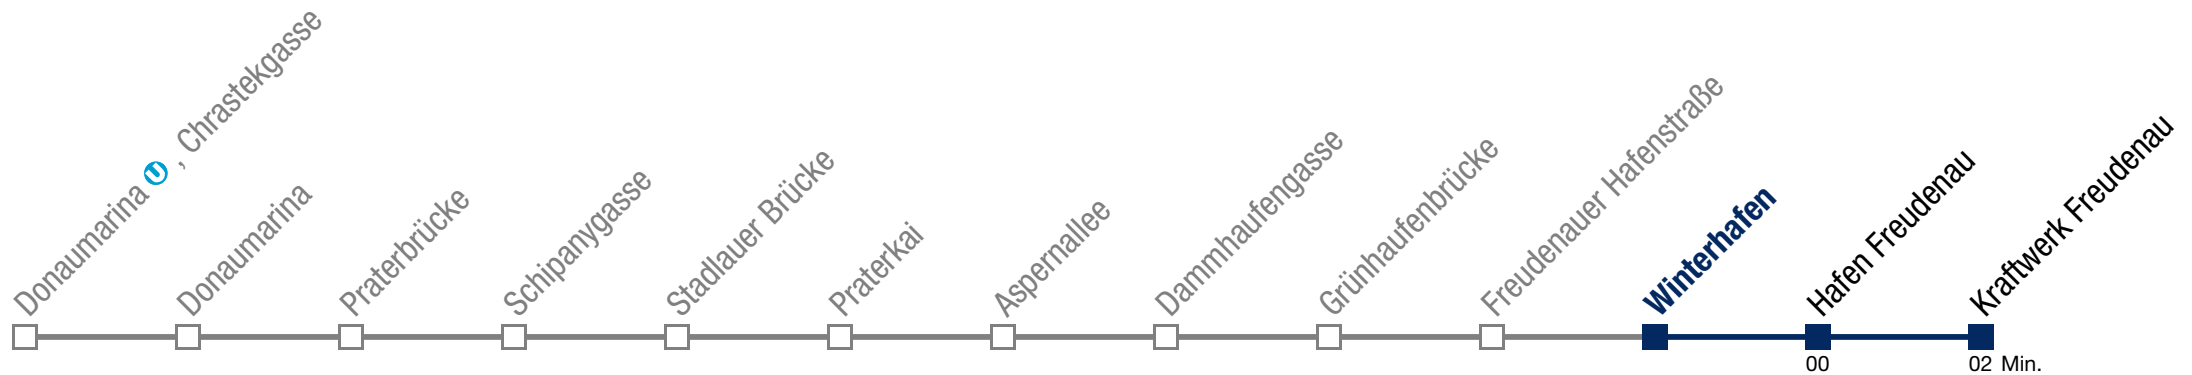 Donaumarina U , Chrastekgasse
Donaumarina
Praterbrücke
Schipanygasse
Stadlauer Brücke
Praterkai
Aspernallee
Dammhaufengasse
Grünhaufenbrücke
Freudenauer Hafenstraße
Winterhafen
Hafen Freudenau
Kraftwerk Freudenau
00
02 Min.